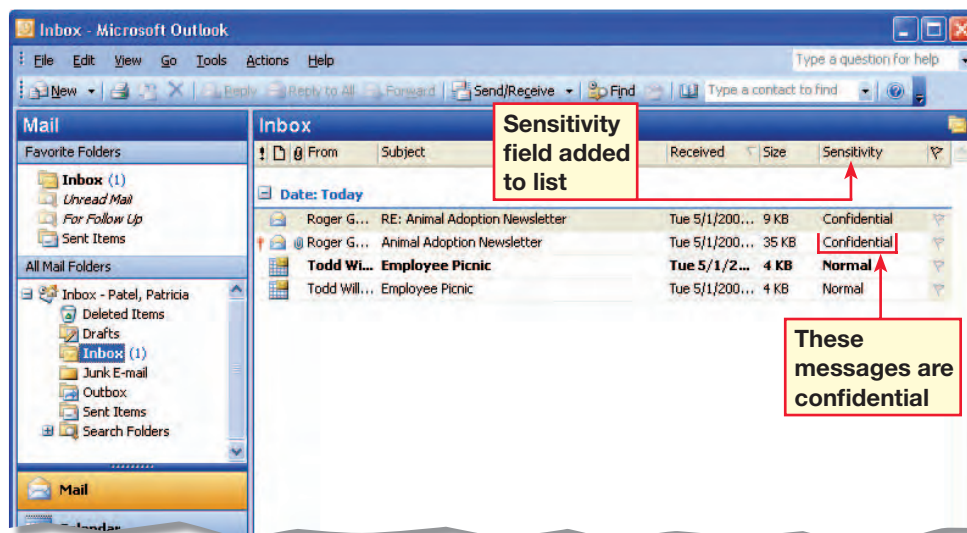 Inbox - Microsoft Outlook
File Edit View Go Tools Actions Help
Type a question for help
New Reply Reply to All Forward Send/Receive Find Type a contact to find
Mail
Inbox
Sensitivity
field added
to list
Favorite Folders
! From Subject Received Size Sensitivity
Inbox (1)
Unread Mail
For Follow Up
Sent Items
Date: Today
Roger G... RE: Animal Adoption Newsletter Tue 5/1/200... 9 KB Confidential
Roger G... Animal Adoption Newsletter Tue 5/1/200... 35 KB Confidential
Todd Wi... Employee Picnic Tue 5/1/2... 4 KB Normal
Todd Will... Employee Picnic Tue 5/1/200... 4 KB Normal
All Mail Folders
Inbox - Patel, Patricia
Deleted Items
Drafts
Inbox (1)
Junk E-mail
Outbox
Sent Items
Search Folders
These
messages are
confidential
Mail
Calendar